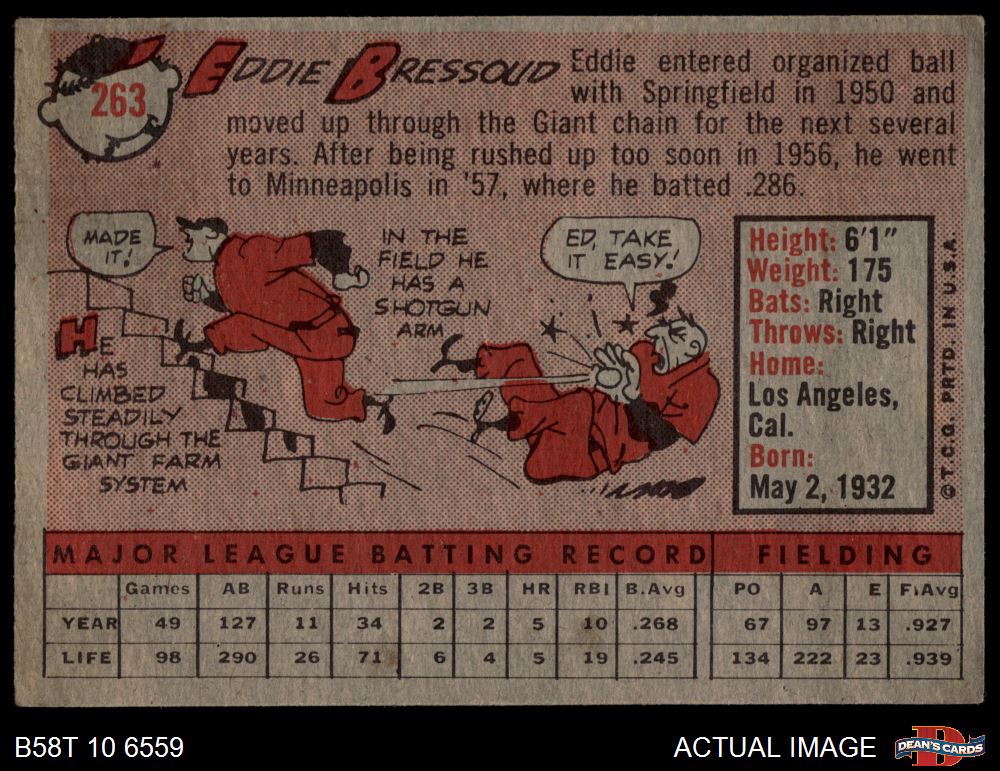 263
EDDIE BRESSOUD
Eddie entered organized ball
with Springfield in 1950 and
moved up through the Giant chain for the next several
years. After being rushed up too soon in 1956, he went
to Minneapolis in '57, where he batted .286.
MADE
IT!
HE
HAS
CLIMBED
STEADILY
THROUGH THE
GIANT FARM
SYSTEM
IN THE
FIELD HE
HAS A
SHOTGUN
ARM
ED, TAKE
IT EASY!
Height: 6'1"
Weight: 175
Bats: Right
Throws: Right
Home:
Los Angeles,
Cal.
Born:
May 2, 1932
© T.C.G. PRTD. IN U.S.A.
MAJOR LEAGUE BATTING RECORD FIELDING
Games AB Runs Hits 2B 3B HR RBI B.Avg PO A E F.Avg
YEAR 49 127 11 34 2 2 5 10 .268 67 97 13 .927
LIFE 98 290 26 71 6 4 5 19 .245 134 222 23 .939
B58T 10 6559
ACTUAL IMAGE
D
DEAN'S CARDS